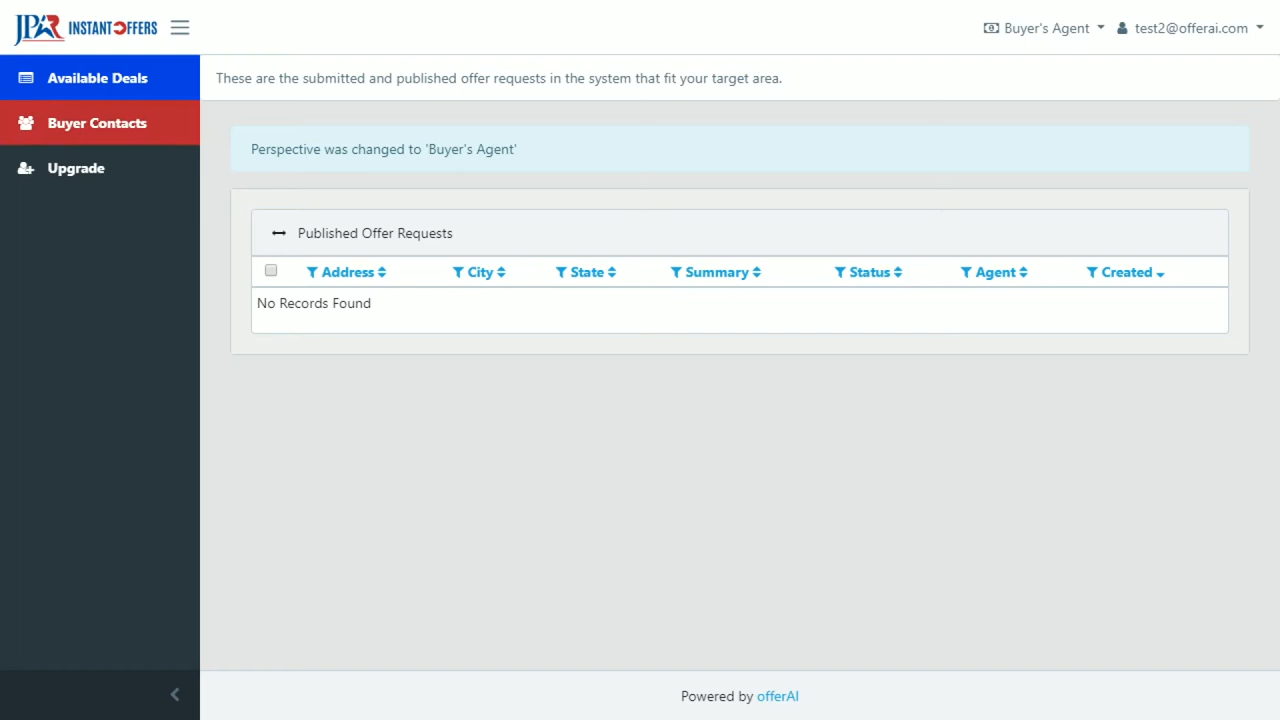 JPAR INSTANT OFFERS
Buyer's Agent
test2@offerai.com
Available Deals
Buyer Contacts
Upgrade
These are the submitted and published offer requests in the system that fit your target area.
Perspective was changed to 'Buyer's Agent'
Published Offer Requests
Address City State Summary Status Agent Created
No Records Found
Powered by offerAI